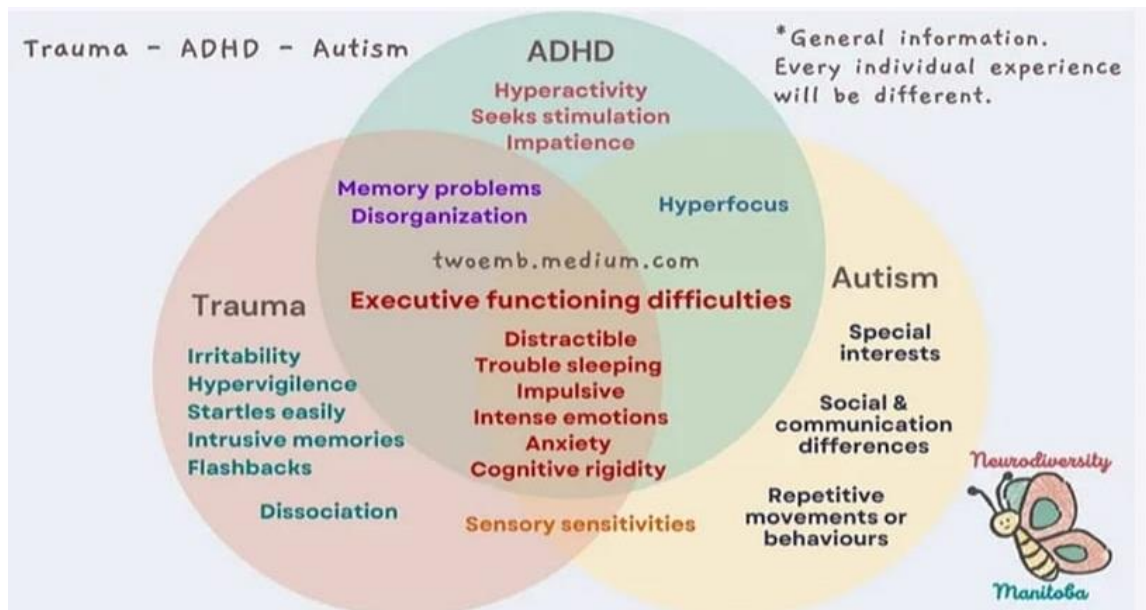 Trauma - ADHD - Autism
*General information.
Every individual experience
will be different.
ADHD
Hyperactivity
Seeks stimulation
Impatience
Memory problems
Disorganization
Hyperfocus
twoemb.medium.com
Executive functioning difficulties
Distractible
Trouble sleeping
Impulsive
Intense emotions
Anxiety
Cognitive rigidity
Trauma
Irritability
Hypervigilence
Startles easily
Intrusive memories
Flashbacks
Dissociation
Sensory sensitivities
Autism
Special
interests
Social &
communication
differences
Repetitive
movements or
behaviours
Neurodiversity
Manitoba